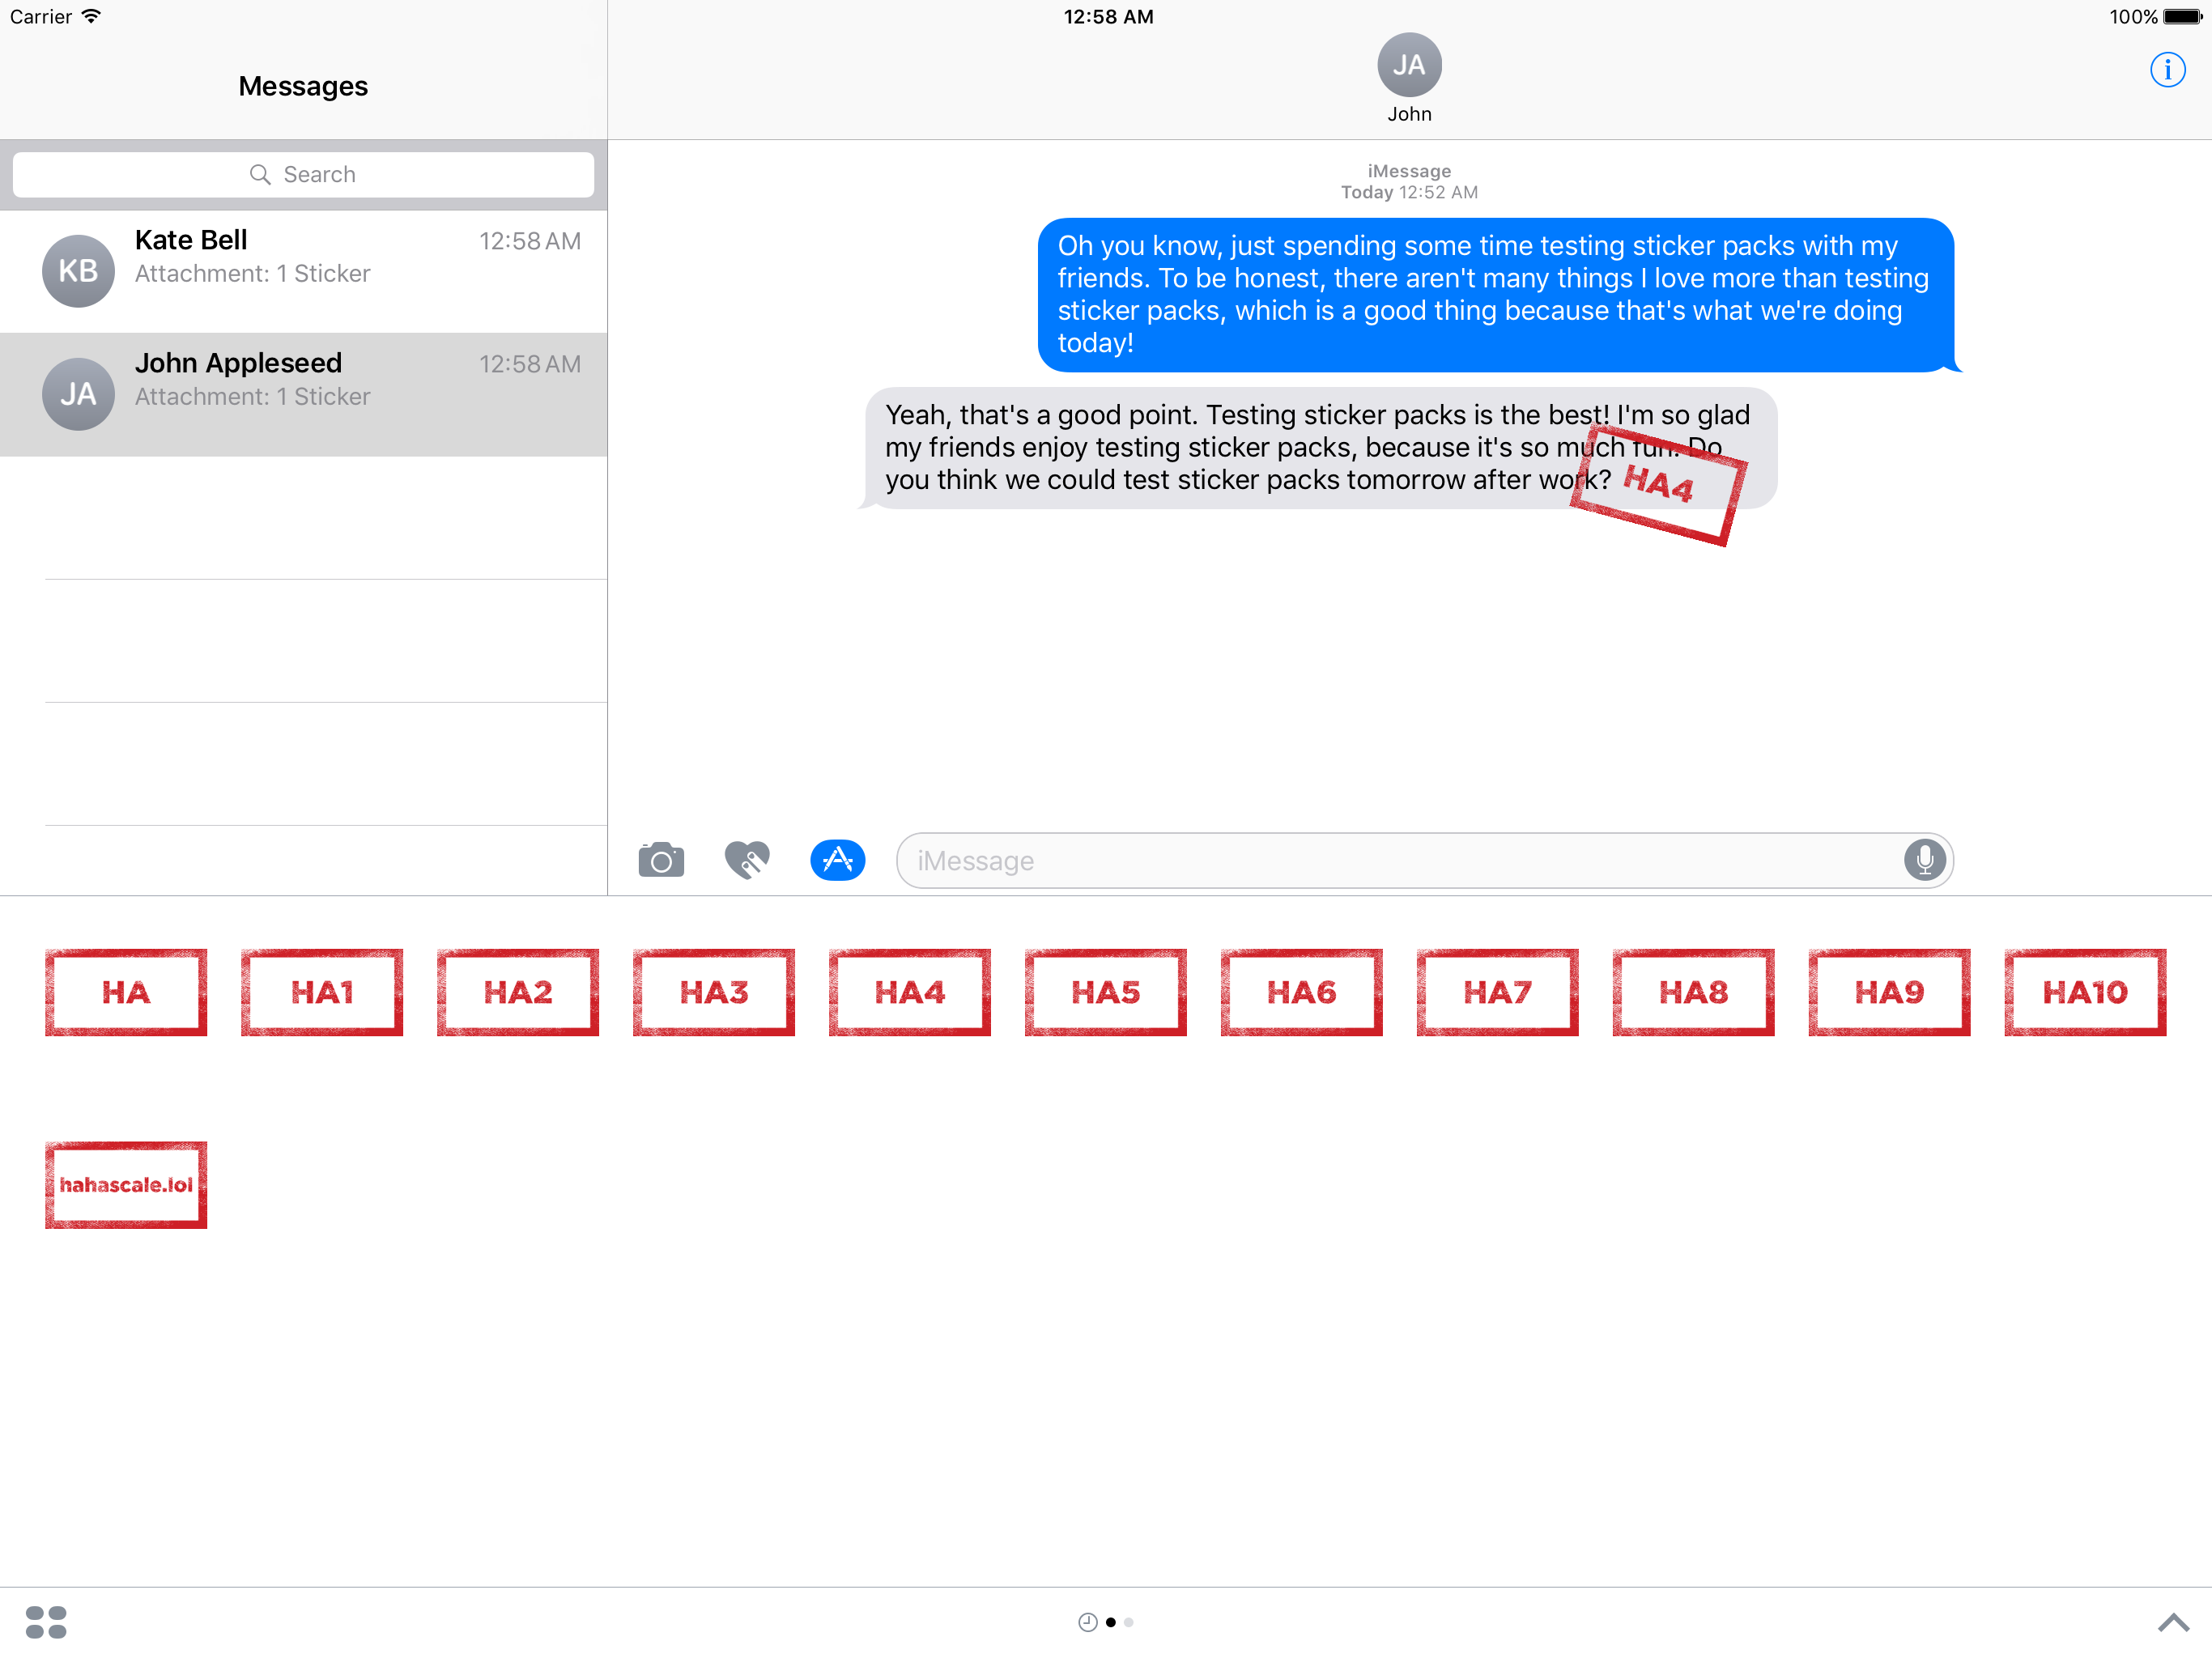 Carrier
12:58 AM
100%
Messages
JA
John
i
Search
KB
Kate Bell
12:58 AM
Attachment: 1 Sticker
JA
John Appleseed
12:58 AM
Attachment: 1 Sticker
iMessage
Today 12:52 AM
Oh you know, just spending some time testing sticker packs with my
friends. To be honest, there aren't many things I love more than testing
sticker packs, which is a good thing because that's what we're doing
today!
Yeah, that's a good point. Testing sticker packs is the best! I'm so glad
my friends enjoy testing sticker packs, because it's so much fun! Do
you think we could test sticker packs tomorrow after work?
HA4
iMessage
HA
HA1
HA2
HA3
HA4
HA5
HA6
HA7
HA8
HA9
HA10
hahascale.lol